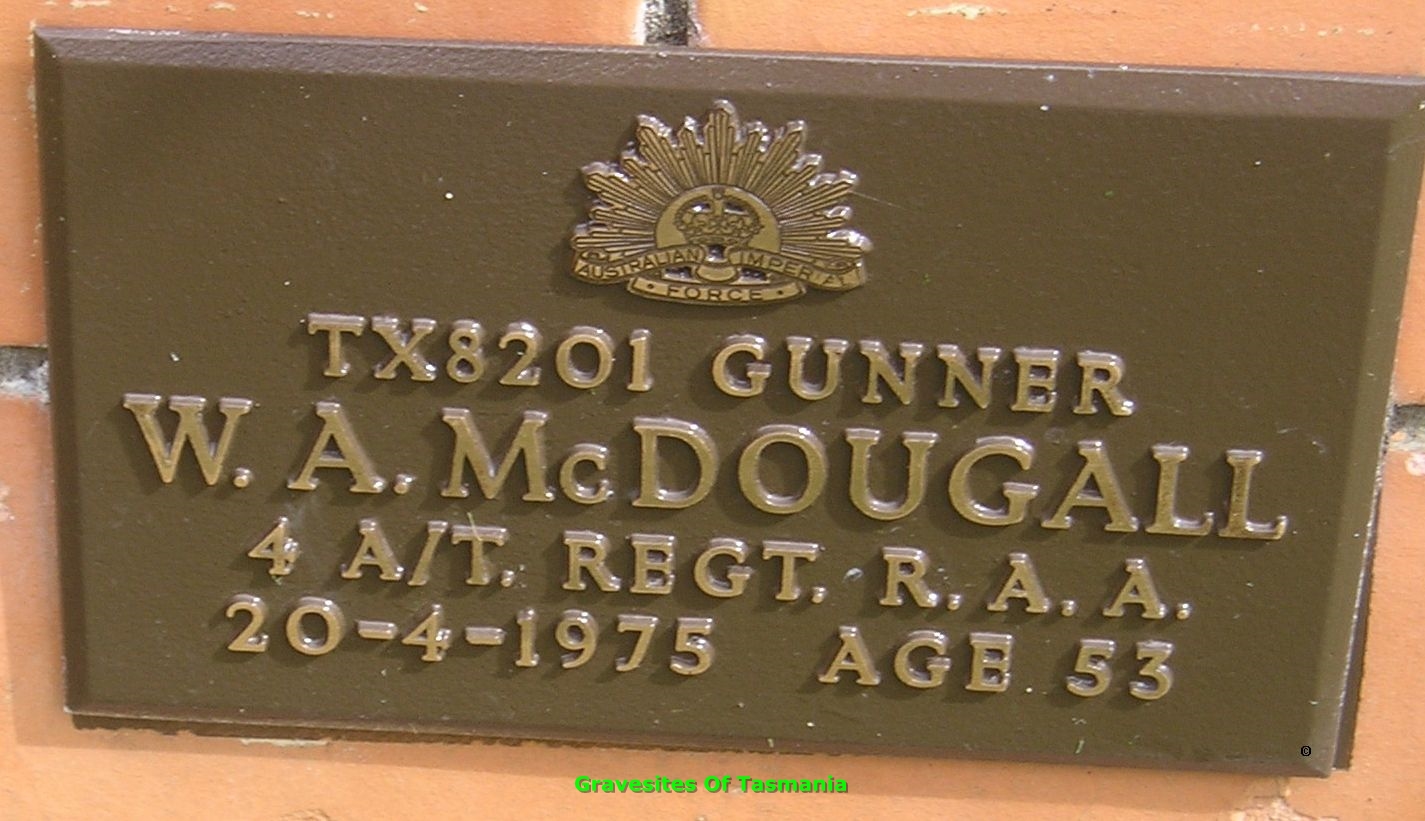 AUSTRALIAN IMPERIAL
• FORCE •
TX8201 GUNNER
W. A. McDOUGALL
4 A/T. REGT. R. A. A.
20-4-1975 AGE 53
©
Gravesites Of Tasmania